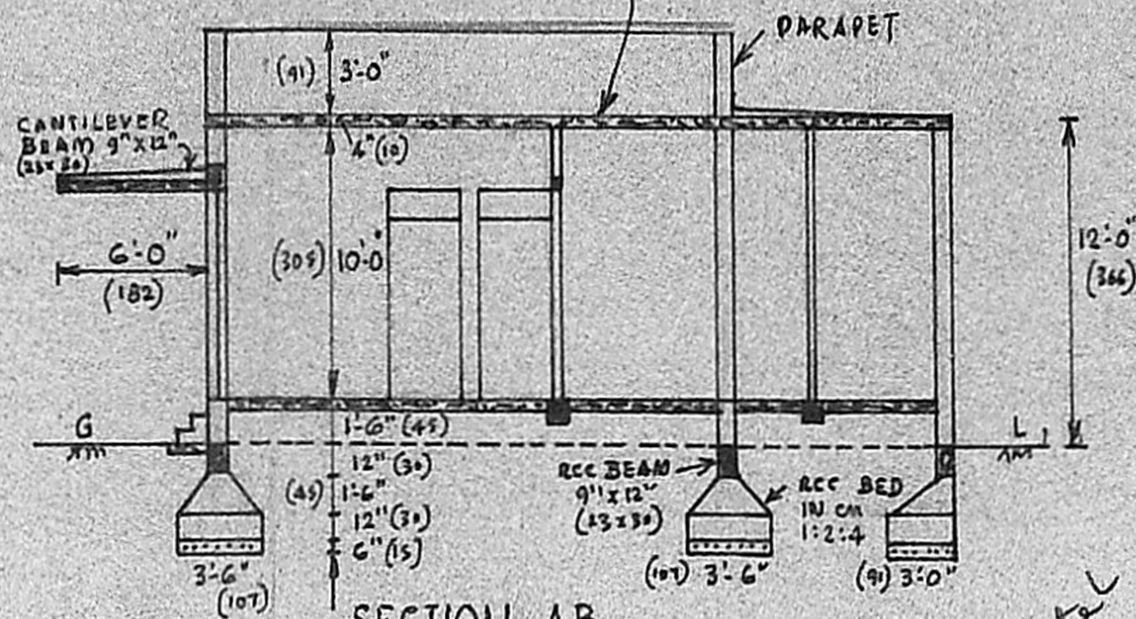 PARAPET
(91) 3'-0"
CANTILEVER
BEAM 9"X12"
(23x30)
4"(10)
6'-0"
(182)
(305) 10'-0"
12'-0"
(366)
G
L
1'-6" (45)
12" (30)
(45) 1'-6"
12" (30)
6" (15)
RCC BEAM
9"x12"
(23x30)
RCC BED
IN CM
1:2:4
3'-6"
(107)
(107) 3'-6"
(91) 3'-0"
SECTION AB